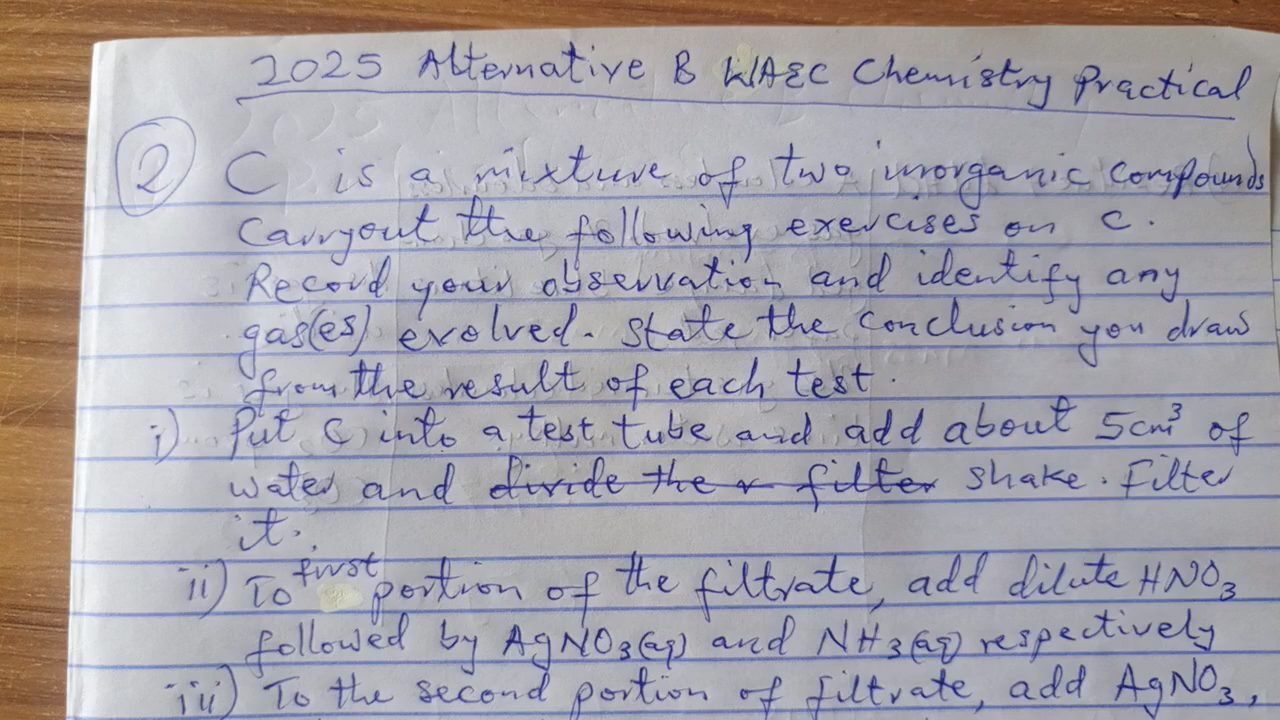 2025 Alternative B WAEC Chemistry Practical
2 C is a mixture of two inorganic compounds
Carryout the following exercises on C.
Record your observation and identify any
gas(es) evolved. State the conclusion you draw
from the result of each test.
i) Put C into a test tube and add about 5cm³ of
water and divide the r filter shake. Filter
it.
ii) To first portion of the filtrate, add dilute HNO₃
followed by AgNO₃(aq) and NH₃(aq) respectively
iii) To the second portion of filtrate, add AgNO₃,